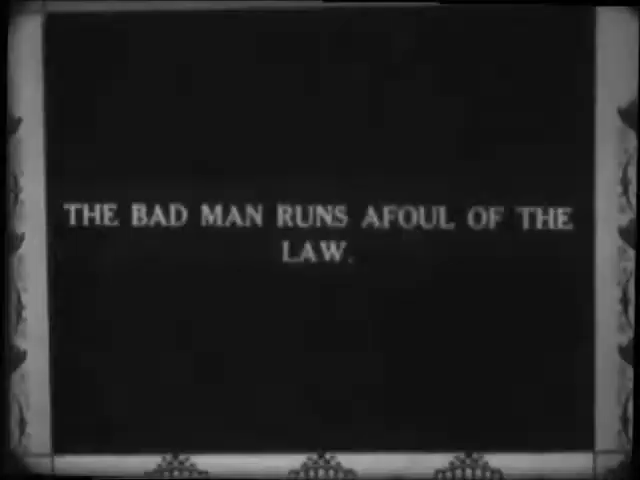 THE BAD MAN RUNS AFOUL OF THE
LAW.